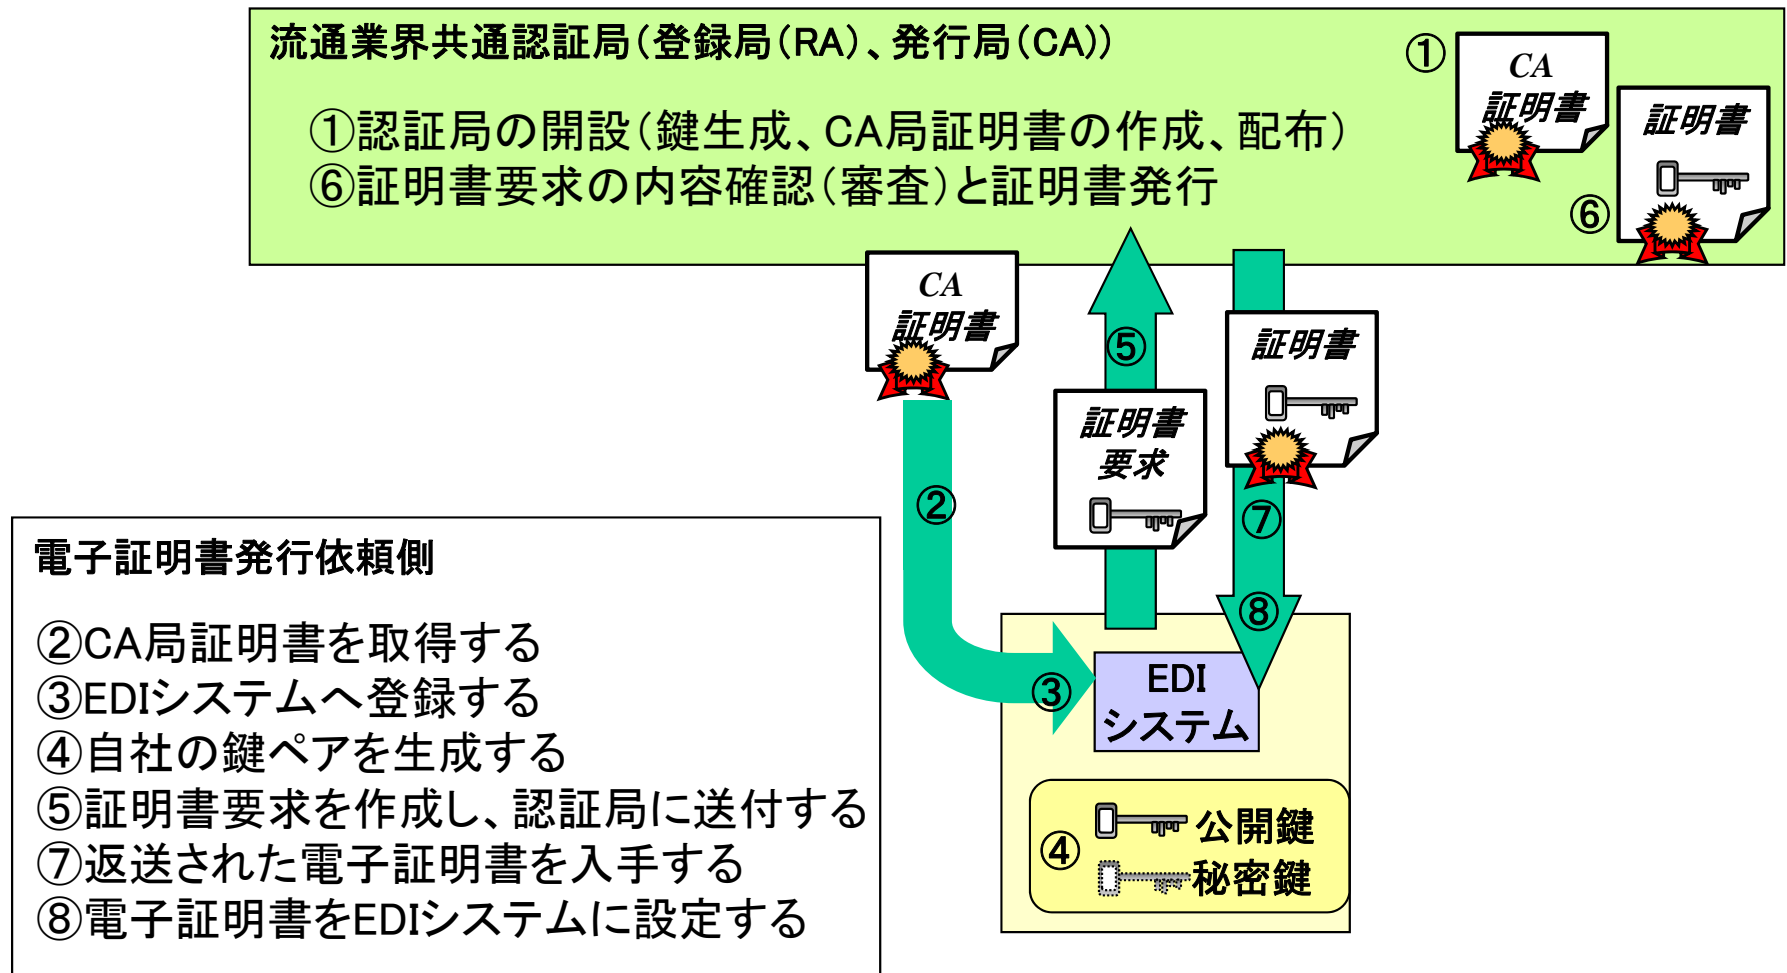 流通業界共通認証局（登録局（RA）、発行局（CA））
①認証局の開設（鍵生成、CA局証明書の作成、配布）
⑥証明書要求の内容確認（審査）と証明書発行
①
CA
証明書
証明書
⑥
CA
証明書
②
③
⑤
証明書
要求
証明書
⑦
⑧
EDI
システム
④
公開鍵
秘密鍵
電子証明書発行依頼側
②CA局証明書を取得する
③EDIシステムへ登録する
④自社の鍵ペアを生成する
⑤証明書要求を作成し、認証局に送付する
⑦返送された電子証明書を入手する
⑧電子証明書をEDIシステムに設定する